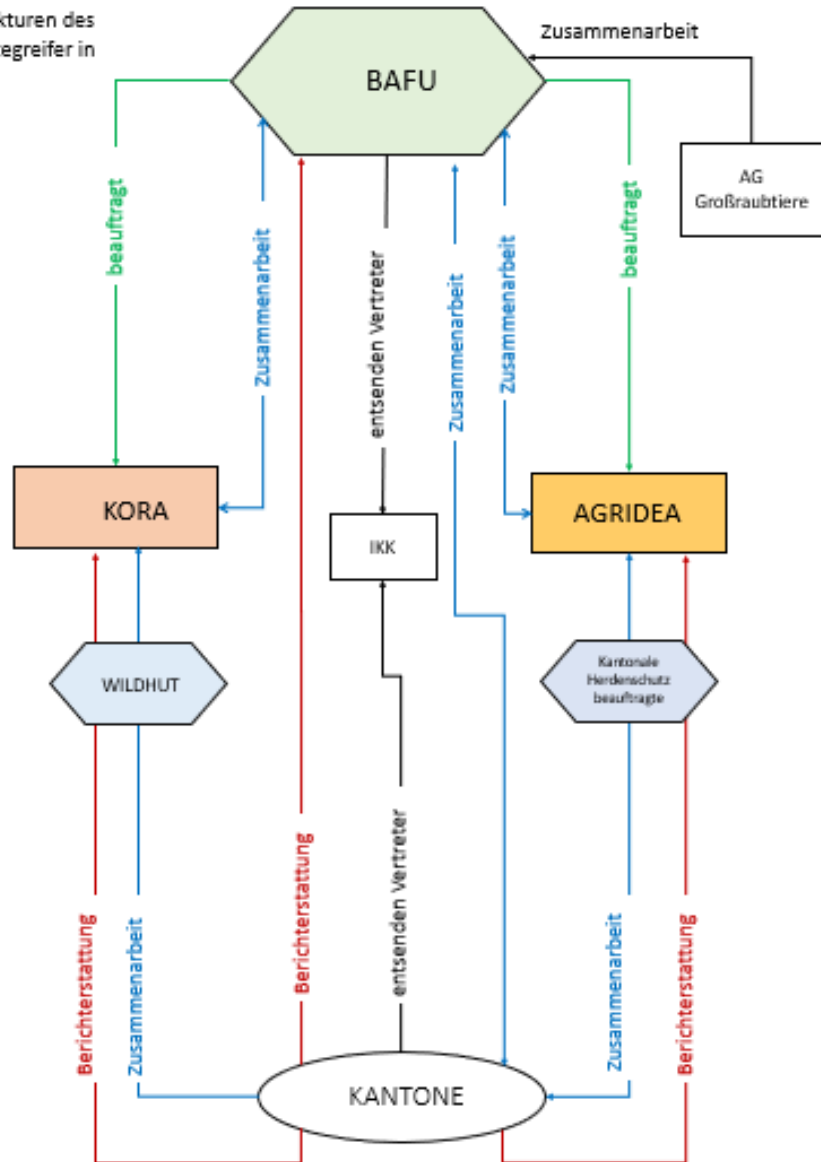 kturen des
egreifer in
Zusammenarbeit
BAFU
AG
Großraubtiere
beauftragt
Zusammenarbeit
entsenden Vertreter
Zusammenarbeit
Zusammenarbeit
beauftragt
KORA
IKK
AGRIDEA
WILDHUT
Kantonale
Herdenschutz
beauftragte
Berichterstattung
Zusammenarbeit
Berichterstattung
entsenden Vertreter
Zusammenarbeit
Berichterstattung
KANTONE